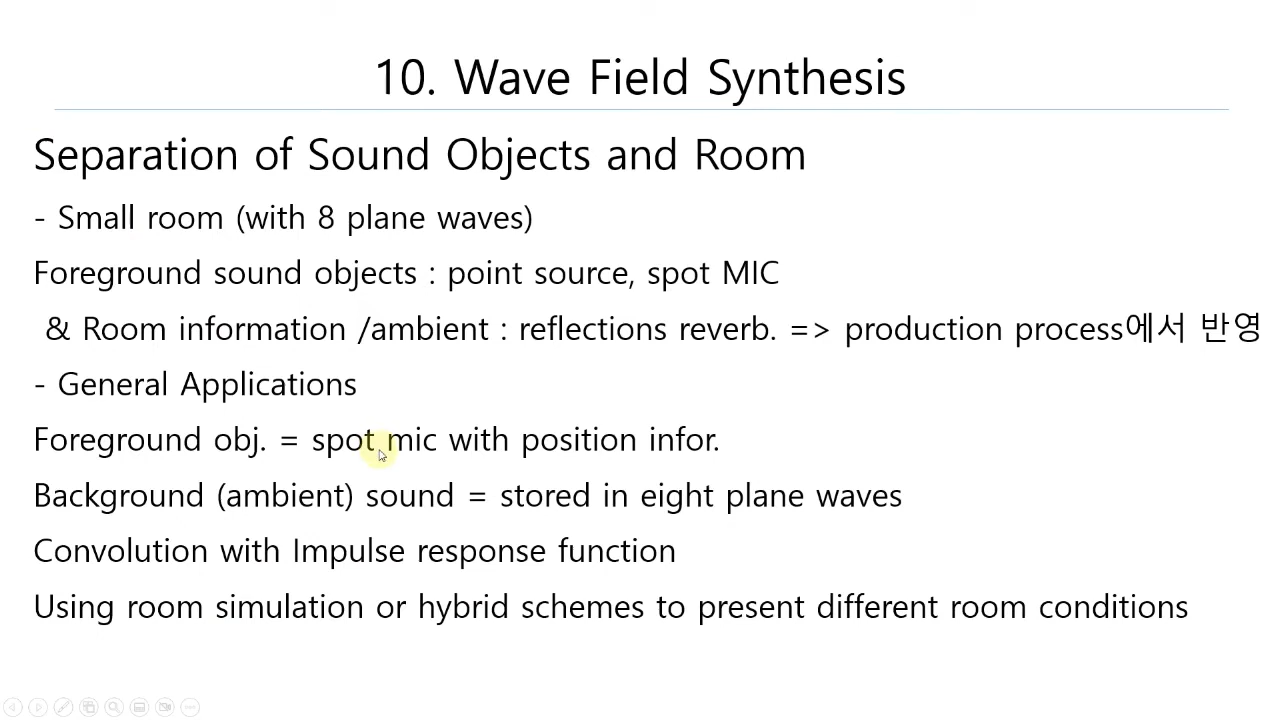 10. Wave Field Synthesis
Separation of Sound Objects and Room
- Small room (with 8 plane waves)
Foreground sound objects : point source, spot MIC
& Room information /ambient : reflections reverb. => production process에서 반영
- General Applications
Foreground obj. = spot mic with position infor.
Background (ambient) sound = stored in eight plane waves
Convolution with Impulse response function
Using room simulation or hybrid schemes to present different room conditions